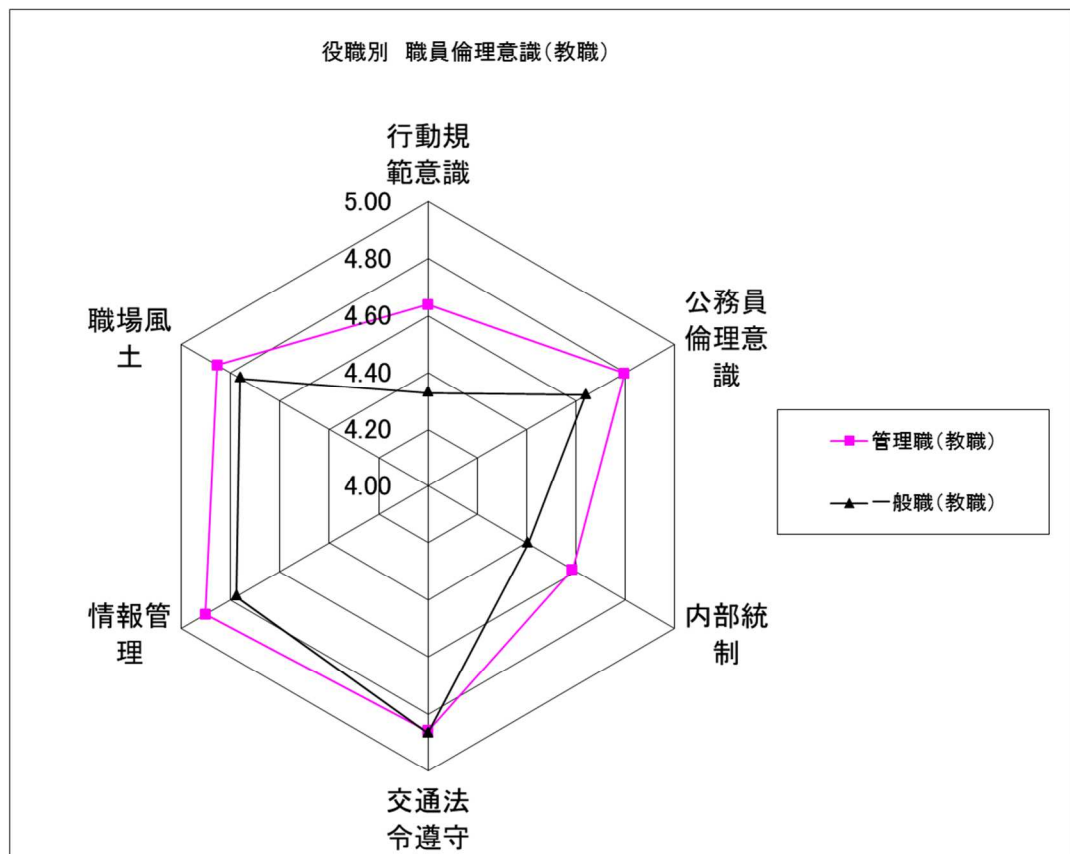 役職別 職員倫理意識(教職)
行動規
範意識
5.00
4.80
4.60
4.40
4.20
4.00
公務員
倫理意
識
内部統
制
交通法
令遵守
情報管
理
職場風
土
管理職(教職)
一般職(教職)